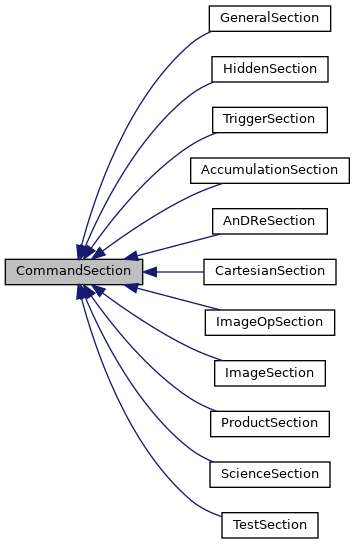 GeneralSection
HiddenSection
TriggerSection
AccumulationSection
AnDReSection
CommandSection
CartesianSection
ImageOpSection
ImageSection
ProductSection
ScienceSection
TestSection